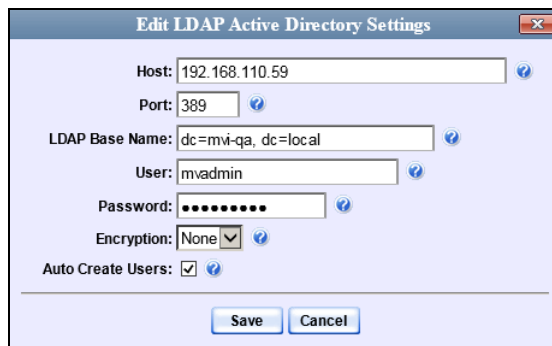 Edit LDAP Active Directory Settings
Host: 192.168.110.59
Port: 389
LDAP Base Name: dc=mvi-qa, dc=local
User: mvadmin
Password: •••••••••
Encryption: None
Auto Create Users:
Save Cancel